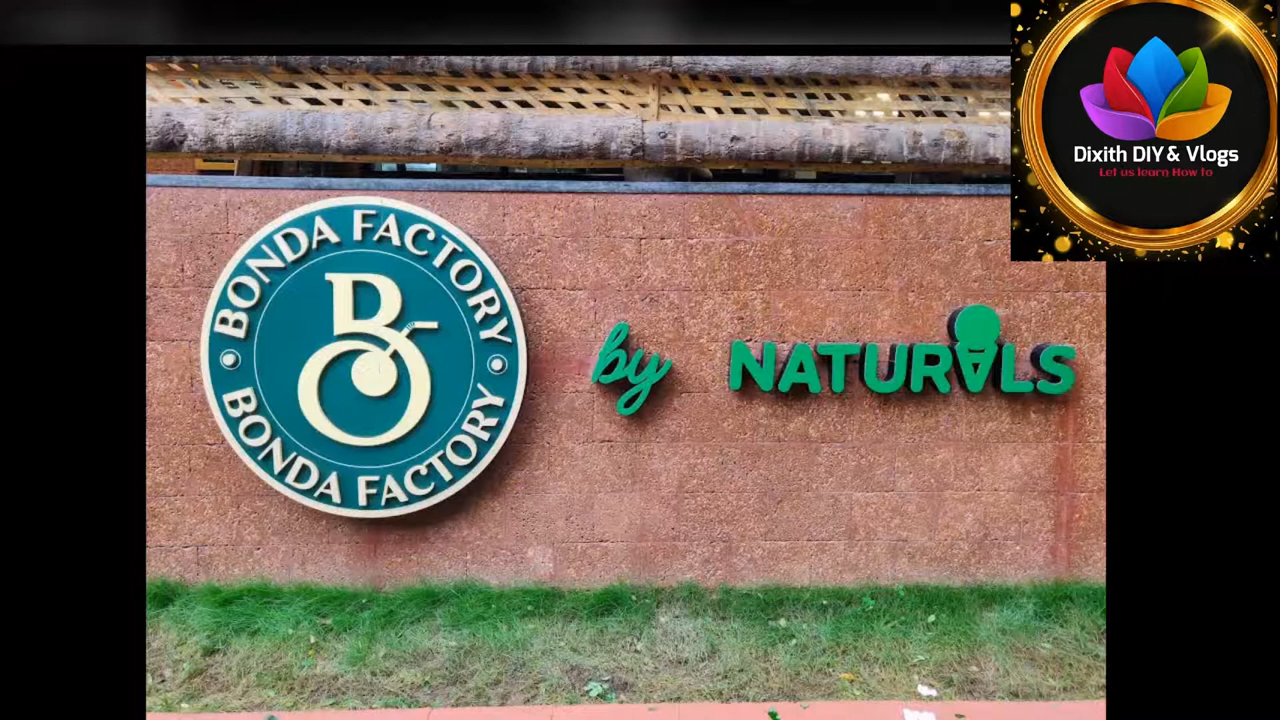 BONDA FACTORY
B
BONDA FACTORY
by NATURALS
Dixith DIY & Vlogs
Let us learn How to